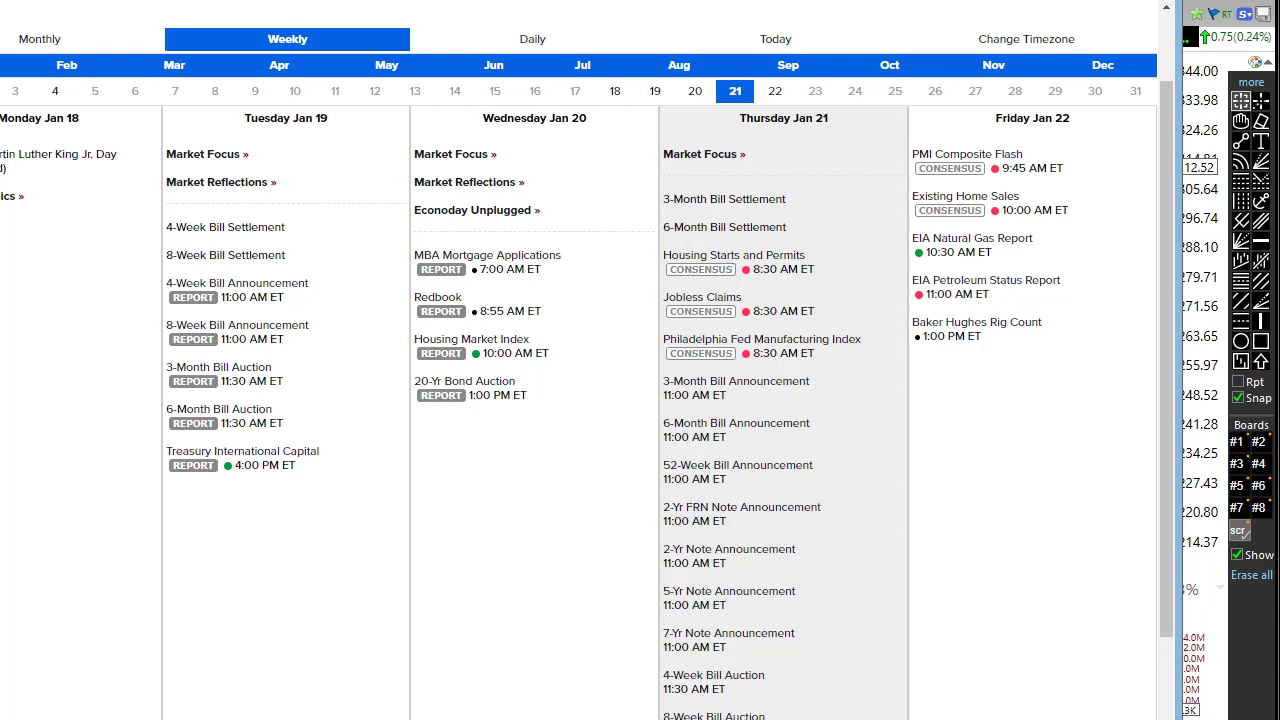 Monthly
Weekly
Daily
Today
Change Timezone
Feb Mar Apr May Jun Jul Aug Sep Oct Nov Dec
3 4 5 6 7 8 9 10 11 12 13 14 15 16 17 18 19 20 21 22 23 24 25 26 27 28 29 30 31
Monday Jan 18
rtin Luther King Jr. Day
d)
ics »
Tuesday Jan 19
Market Focus »
Market Reflections »
4-Week Bill Settlement
8-Week Bill Settlement
4-Week Bill Announcement
REPORT 11:00 AM ET
8-Week Bill Announcement
REPORT 11:00 AM ET
3-Month Bill Auction
REPORT 11:30 AM ET
6-Month Bill Auction
REPORT 11:30 AM ET
Treasury International Capital
REPORT 4:00 PM ET
Wednesday Jan 20
Market Focus »
Market Reflections »
Econoday Unplugged »
MBA Mortgage Applications
REPORT 7:00 AM ET
Redbook
REPORT 8:55 AM ET
Housing Market Index
REPORT 10:00 AM ET
20-Yr Bond Auction
REPORT 1:00 PM ET
Thursday Jan 21
Market Focus »
3-Month Bill Settlement
6-Month Bill Settlement
Housing Starts and Permits
CONSENSUS 8:30 AM ET
Jobless Claims
CONSENSUS 8:30 AM ET
Philadelphia Fed Manufacturing Index
CONSENSUS 8:30 AM ET
3-Month Bill Announcement
11:00 AM ET
6-Month Bill Announcement
11:00 AM ET
52-Week Bill Announcement
11:00 AM ET
2-Yr FRN Note Announcement
11:00 AM ET
2-Yr Note Announcement
11:00 AM ET
5-Yr Note Announcement
11:00 AM ET
7-Yr Note Announcement
11:00 AM ET
4-Week Bill Auction
11:30 AM ET
8-Week Bill Auction
Friday Jan 22
PMI Composite Flash
CONSENSUS 9:45 AM ET
Existing Home Sales
CONSENSUS 10:00 AM ET
EIA Natural Gas Report
10:30 AM ET
EIA Petroleum Status Report
11:00 AM ET
Baker Hughes Rig Count
1:00 PM ET
RT S
0.75(0.24%)
344.00
333.98
324.26
12.52
305.64
296.74
288.10
279.71
271.56
263.65
255.97
248.52
241.28
234.25
227.43
220.80
214.37
%
4.0M
2.0M
0.0M
.0M
.0M
.0M
.0M
.3K
more
T
Rpt
Snap
Boards
#1 #2
#3 #4
#5 #6
#7 #8
scr
Show
Erase all